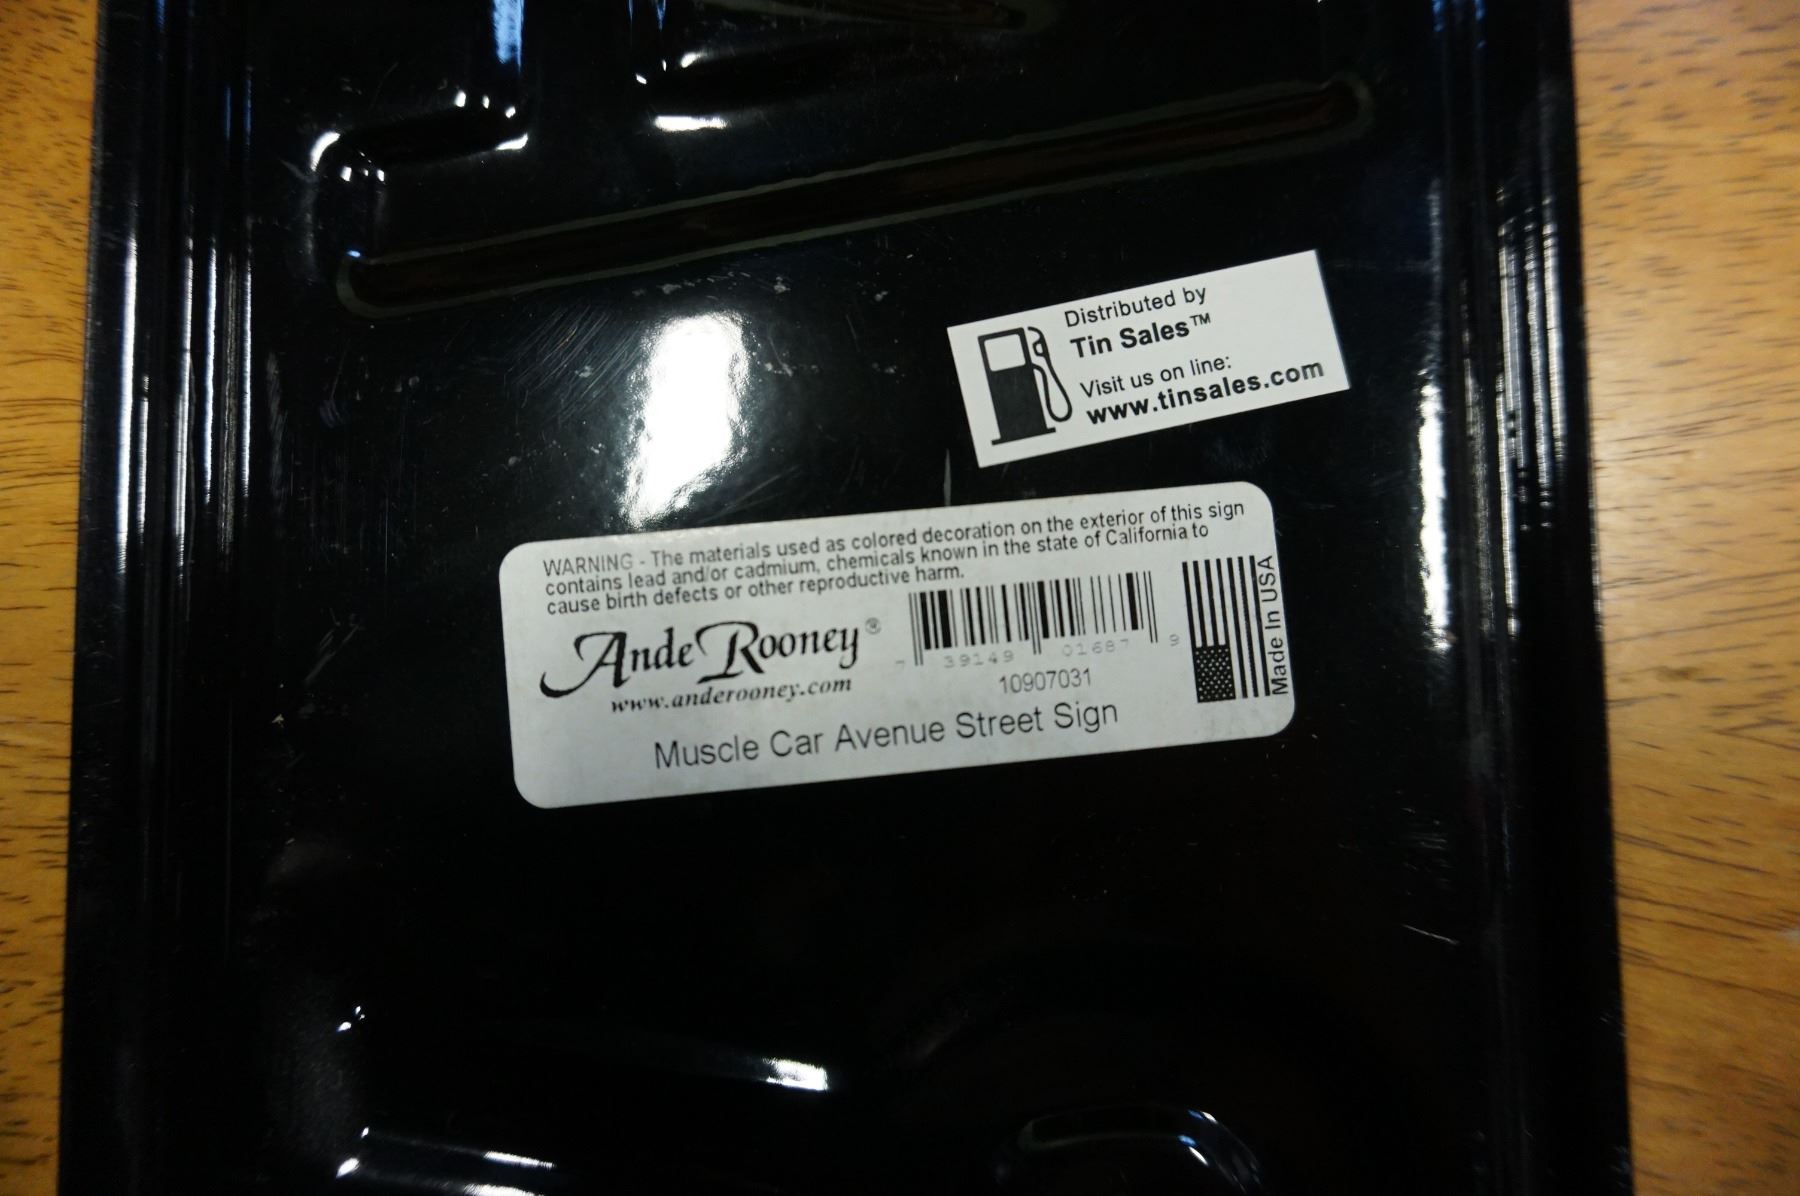 Distributed by
Tin Sales™
Visit us on line:
www.tinsales.com
WARNING - The materials used as colored decoration on the exterior of this sign
contains lead and/or cadmium, chemicals known in the state of California to
cause birth defects or other reproductive harm.
Ande Rooney®
www.anderooney.com
7 39149 01687 9
10907031
Made In USA
Muscle Car Avenue Street Sign